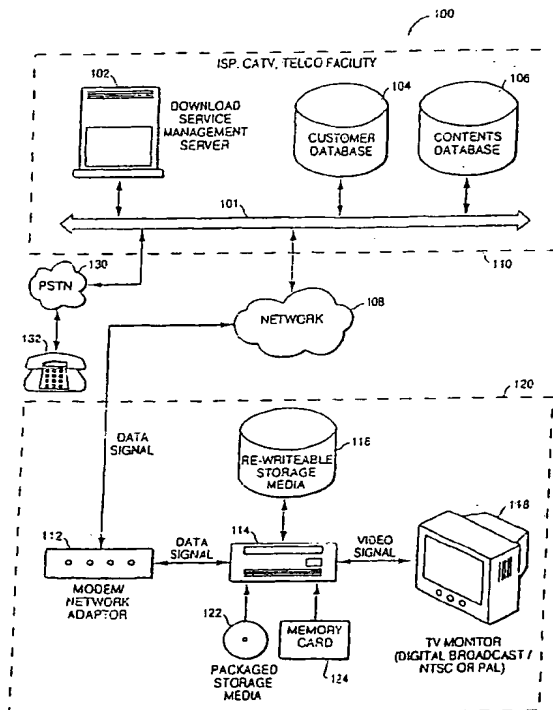 100
ISP, CATV, TELCO FACILITY
102
DOWNLOAD
SERVICE
MANAGEMENT
SERVER
104
CUSTOMER
DATABASE
106
CONTENTS
DATABASE
101
110
130
PSTN
132
NETWORK
108
120
DATA
SIGNAL
RE-WRITEABLE
STORAGE
MEDIA
116
112
MODEM/
NETWORK
ADAPTOR
DATA
SIGNAL
114
VIDEO
SIGNAL
118
TV MONITOR
(DIGITAL BROADCAST /
NTSC OR PAL)
122
PACKAGED
STORAGE
MEDIA
MEMORY
CARD
124